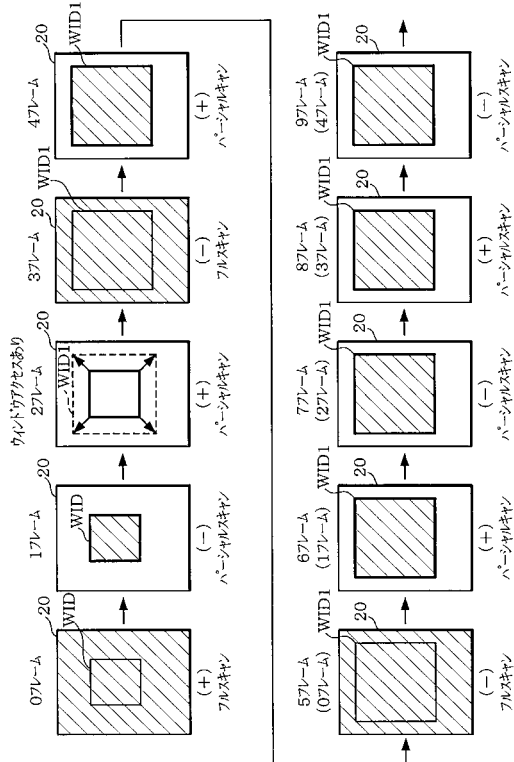 0フレーム
20
WID
(+)
フルスキャン
1フレーム
20
WID
(−)
パーシャルスキャン
ウィンドウアクセスあり
2フレーム
20
WID1
(+)
パーシャルスキャン
3フレーム
20
WID1
(−)
フルスキャン
4フレーム
20
WID1
(+)
パーシャルスキャン
5フレーム
(0フレーム)
WID1
20
(−)
フルスキャン
6フレーム
(1フレーム)
WID1
20
(+)
パーシャルスキャン
7フレーム
(2フレーム)
WID1
20
(−)
パーシャルスキャン
8フレーム
(3フレーム)
WID1
20
(+)
パーシャルスキャン
9フレーム
(4フレーム)
WID1
20
(−)
パーシャルスキャン